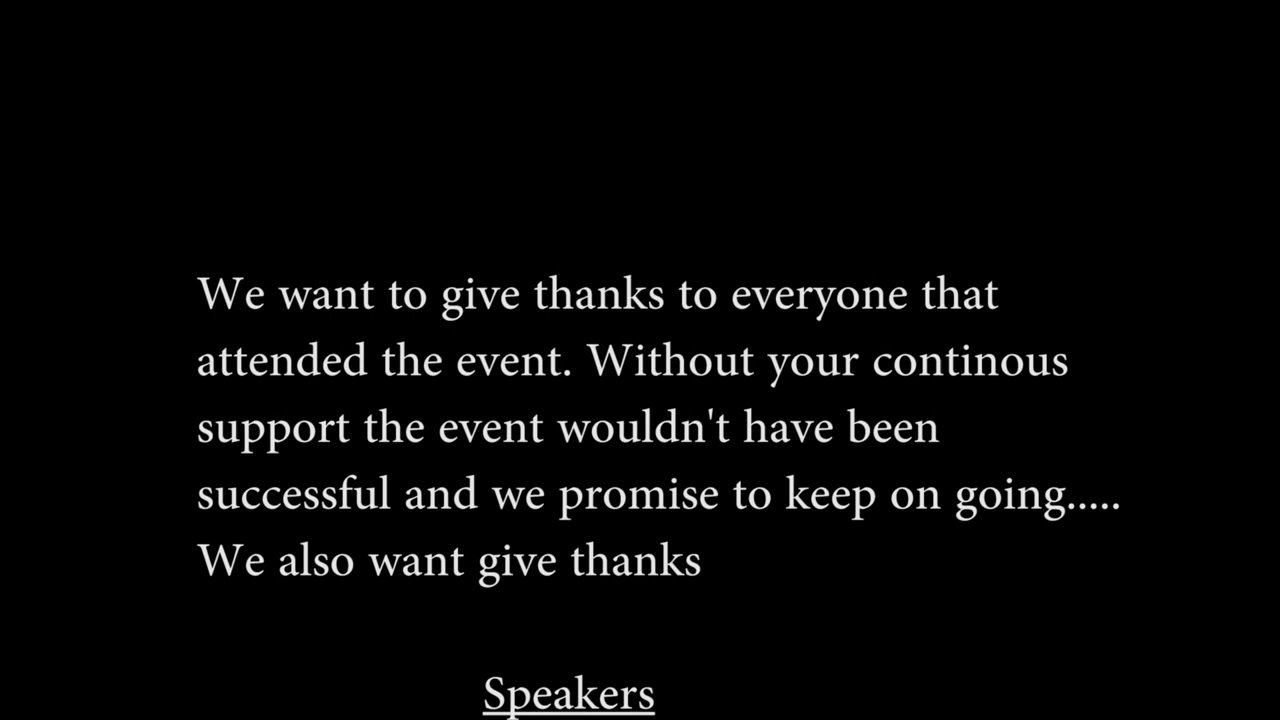 We want to give thanks to everyone that
attended the event. Without your continous
support the event wouldn't have been
successful and we promise to keep on going.....
We also want give thanks
Speakers